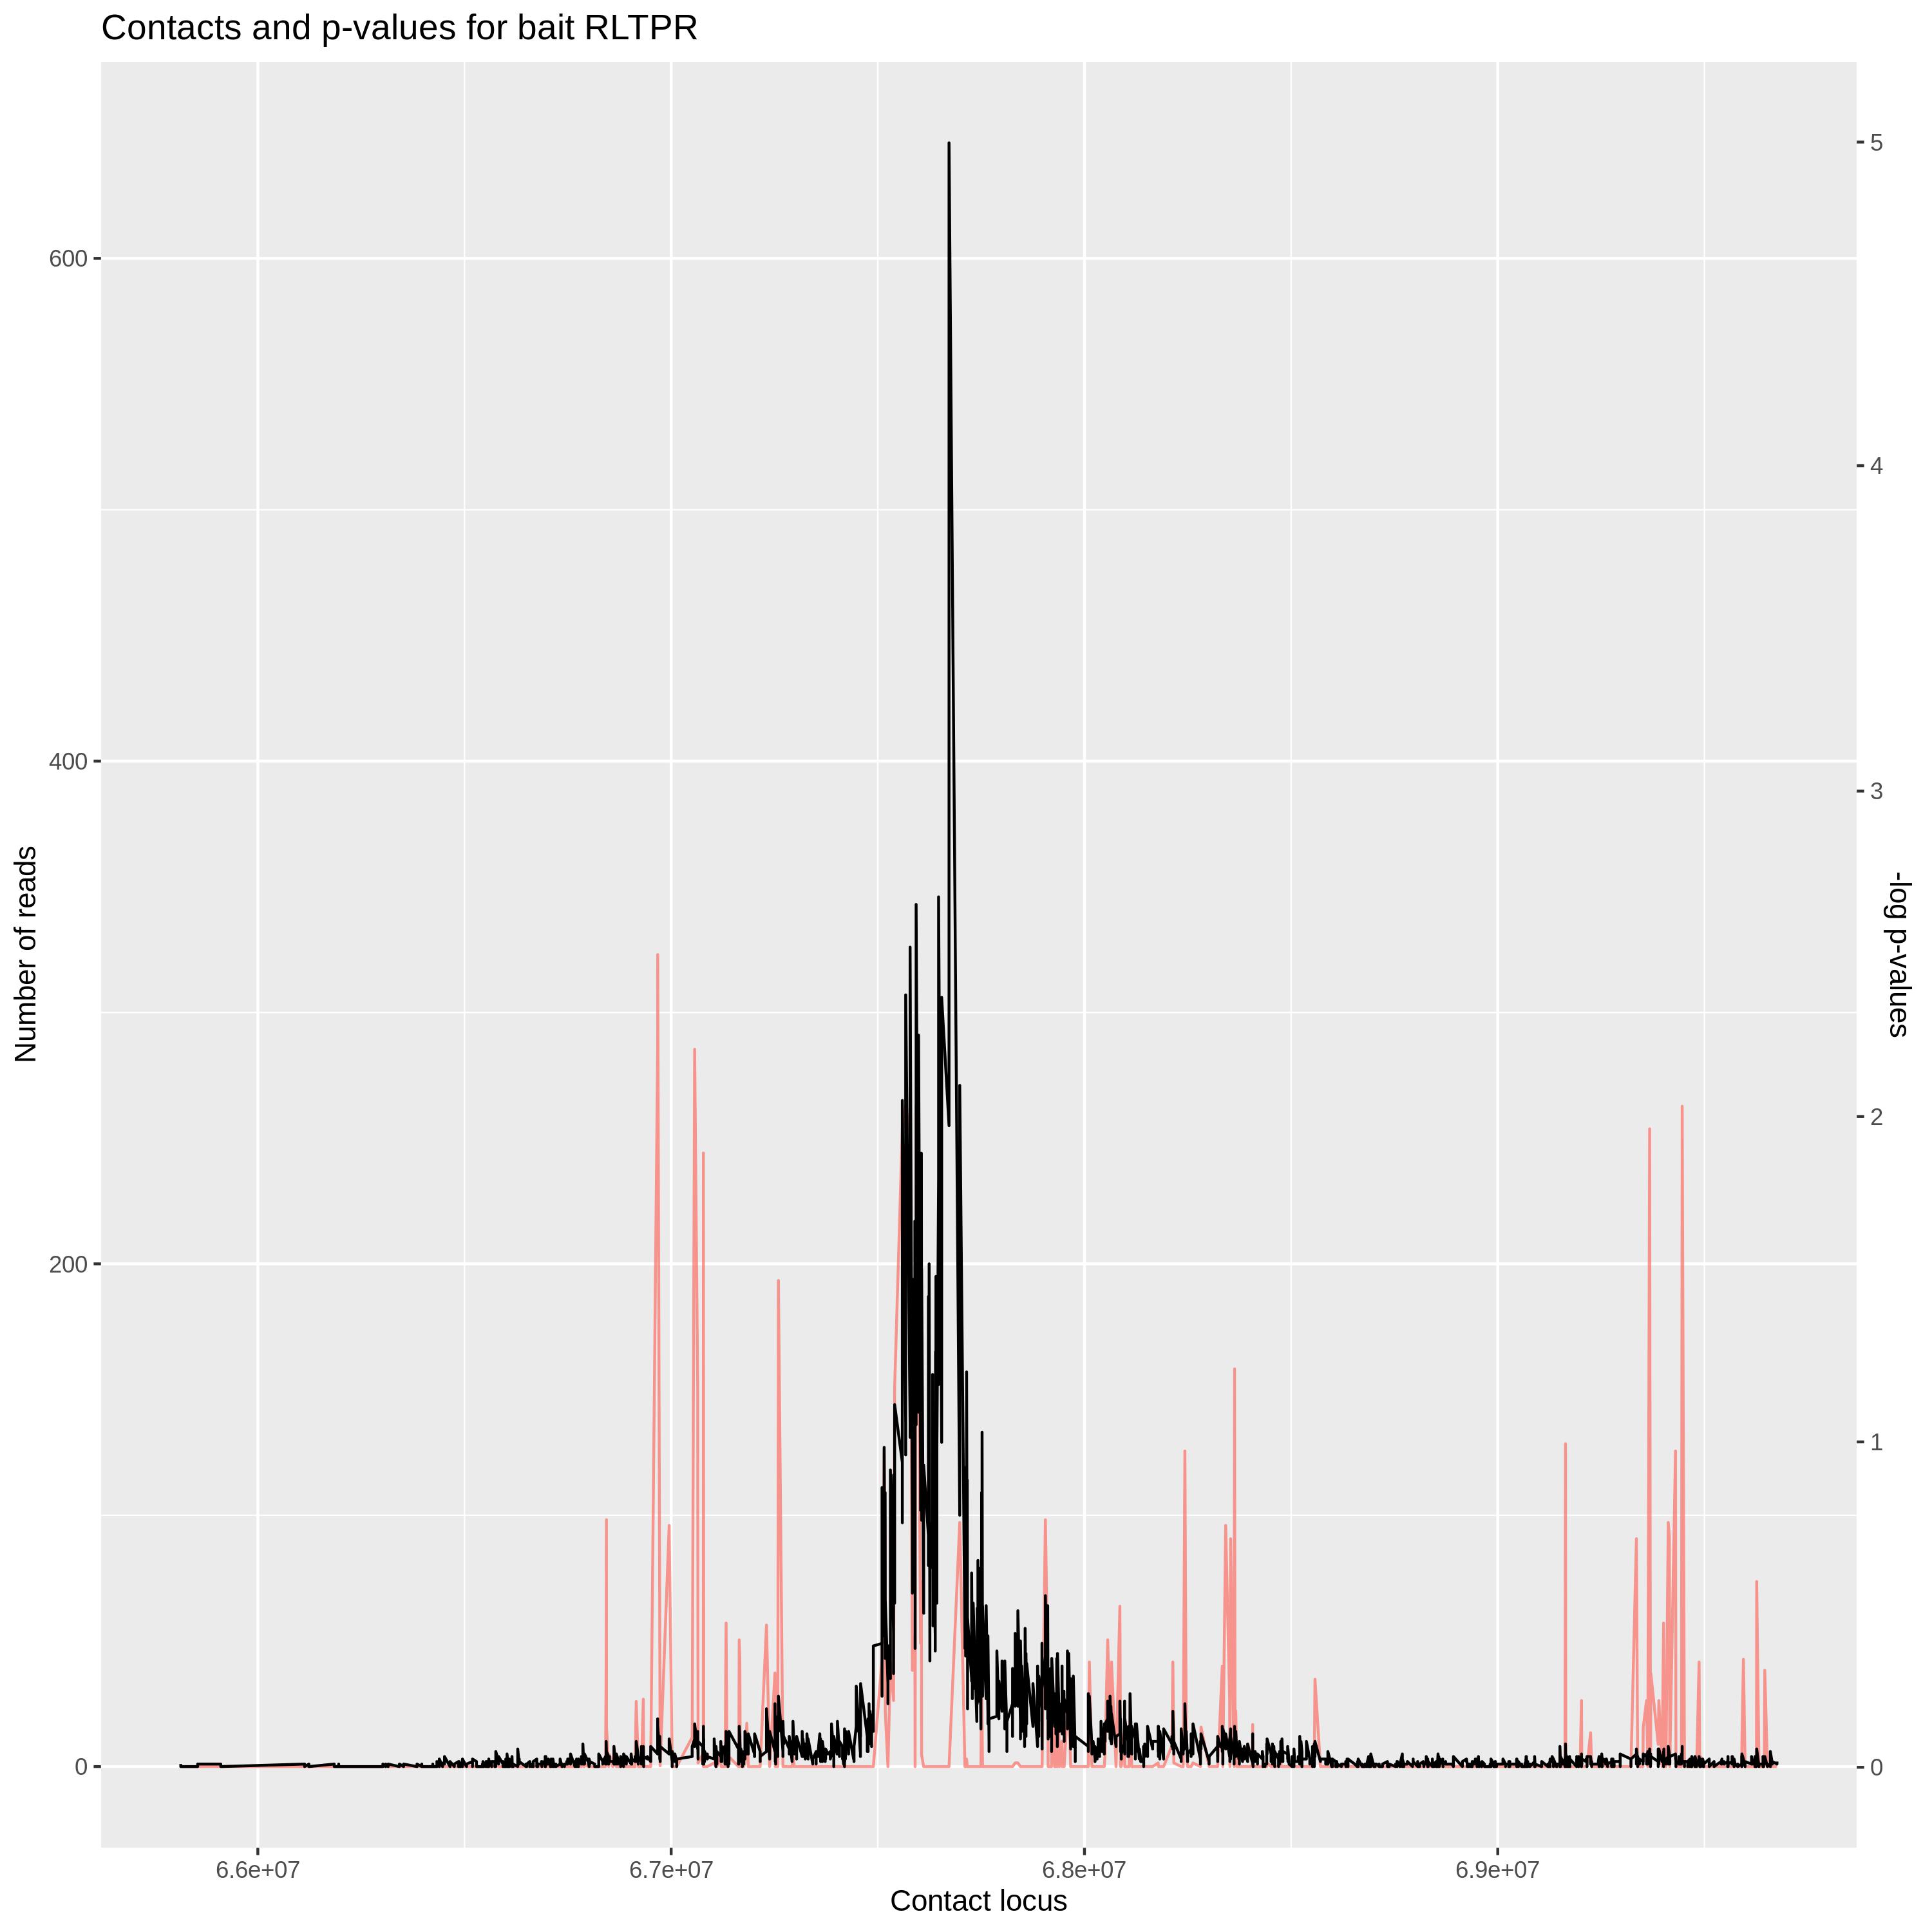 Contacts and p-values for bait RLTPR
600
400
200
0
5
4
3
2
1
0
Number of reads
-log p-values
6.6e+07 6.7e+07 6.8e+07 6.9e+07
Contact locus